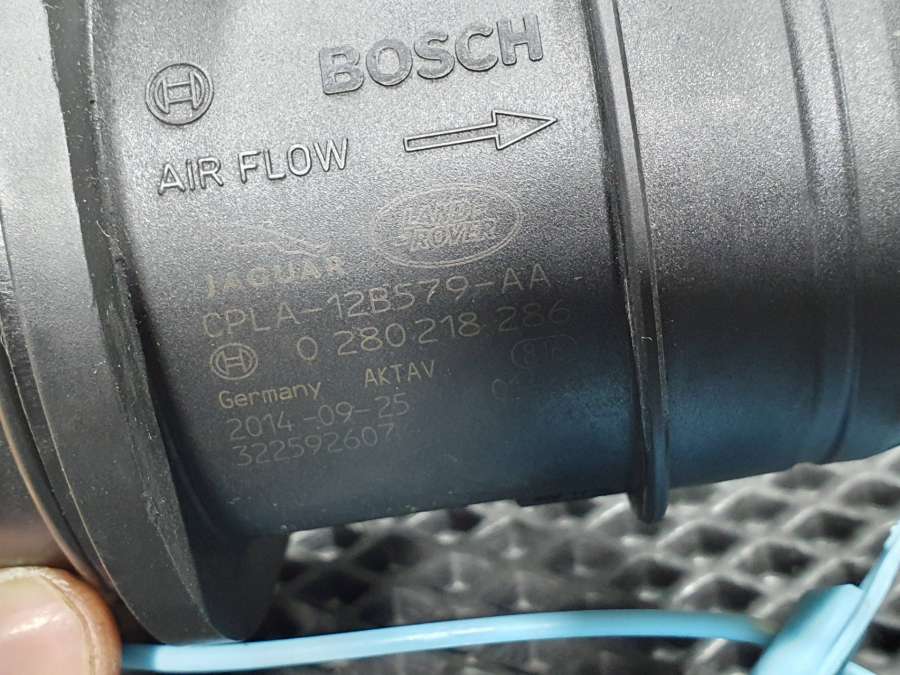 BOSCH
AIR FLOW
JAGUAR
LAND ROVER
CPLA-12B579-AA
0 280 218 286
Germany AKTAV
2014-09-25
322592607